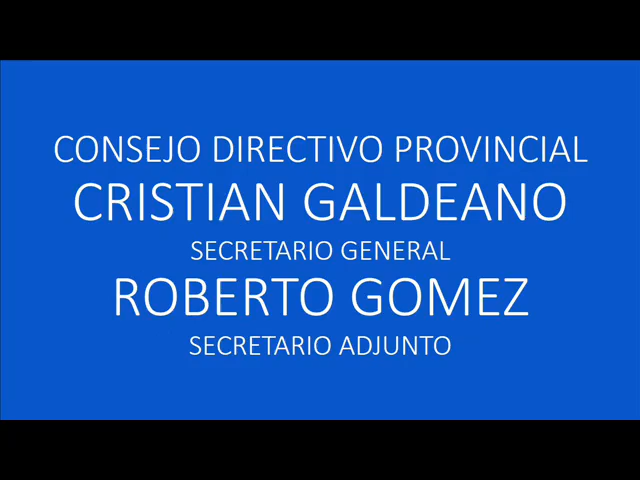 CONSEJO DIRECTIVO PROVINCIAL
CRISTIAN GALDEANO
SECRETARIO GENERAL
ROBERTO GOMEZ
SECRETARIO ADJUNTO